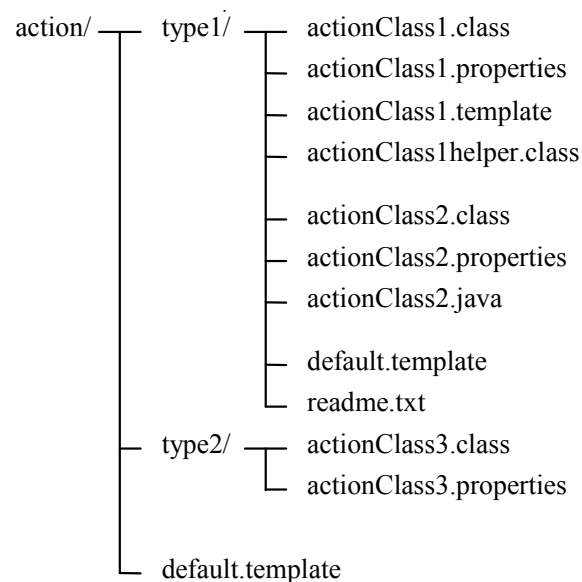 action/ type1/ actionClass1.class
actionClass1.properties
actionClass1.template
actionClass1helper.class
actionClass2.class
actionClass2.properties
actionClass2.java
default.template
readme.txt
type2/ actionClass3.class
actionClass3.properties
default.template